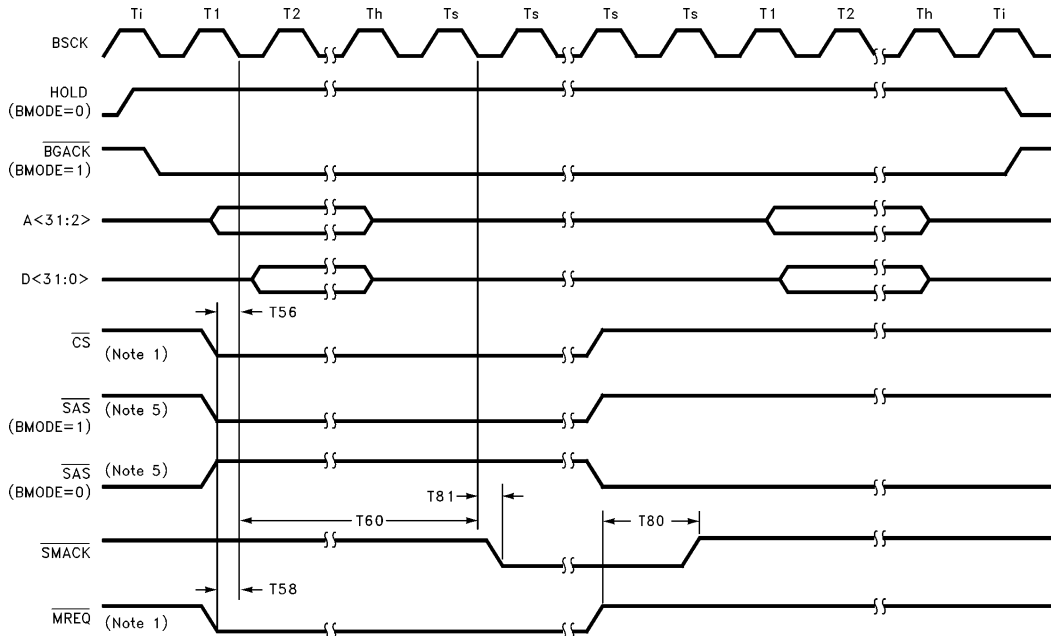 Ti T1 T2 Th Ts Ts Ts Ts T1 T2 Th Ti
BSCK
HOLD
(BMODE=0)
BGACK
(BMODE=1)
A<31:2>
D<31:0>
T56
CS (Note 1)
SAS (Note 5)
(BMODE=1)
SAS (Note 5)
(BMODE=0)
T81
T60 T80
SMACK
T58
MREQ (Note 1)